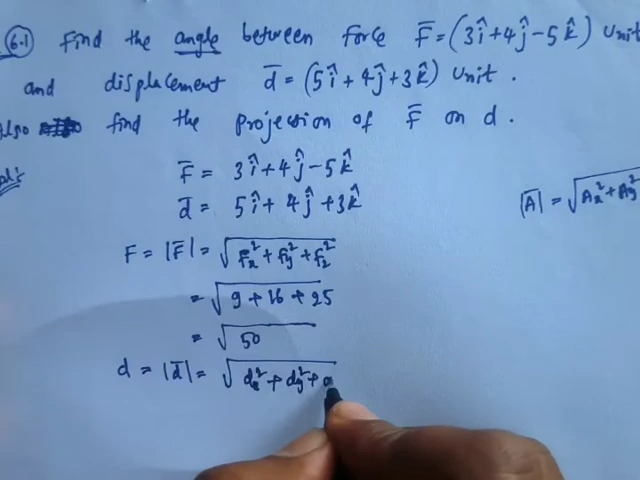 6.1 Find the angle between force F̅ = (3î+4ĵ-5k̂) Unit
and displacement d̅ = (5î+4ĵ+3k̂) Unit.
Also find the projection of F̅ on d.
F̅ = 3î+4ĵ-5k̂
d̅ = 5î+4ĵ+3k̂
|A̅| = √Ax²+Ay²
F = |F̅| = √Fx²+Fy²+Fz²
= √9+16+25
= √50
d = |d̅| = √dx²+dy²+